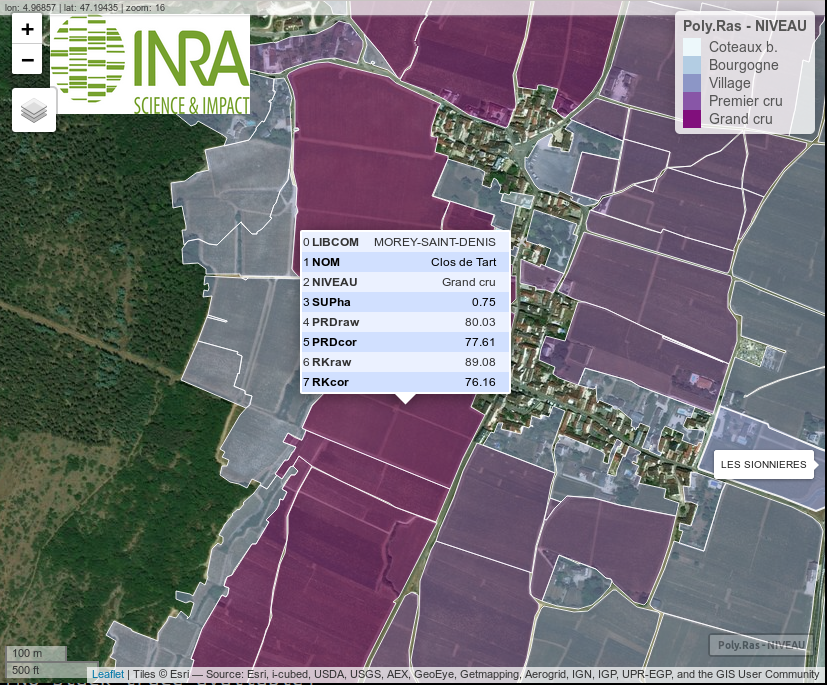 lon: 4.96857 | lat: 47.19435 | zoom: 16
+
−
INRA
SCIENCE & IMPACT
Poly.Ras - NIVEAU
Coteaux b.
Bourgogne
Village
Premier cru
Grand cru
0 LIBCOM MOREY-SAINT-DENIS
1 NOM Clos de Tart
2 NIVEAU Grand cru
3 SUPha 0.75
4 PRDraw 80.03
5 PRDcor 77.61
6 RKraw 89.08
7 RKcor 76.16
LES SIONNIERES
Poly.Ras - NIVEAU
100 m
500 ft
Leaflet | Tiles © Esri — Source: Esri, i-cubed, USDA, USGS, AEX, GeoEye, Getmapping, Aerogrid, IGN, IGP, UPR-EGP, and the GIS User Community